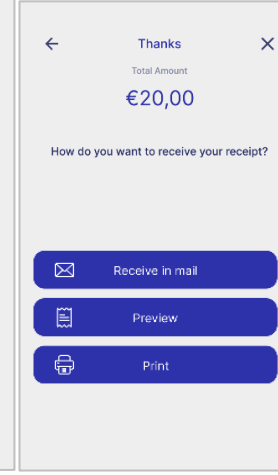 Thanks
Total Amount
€20,00
How do you want to receive your receipt?
Receive in mail
Preview
Print